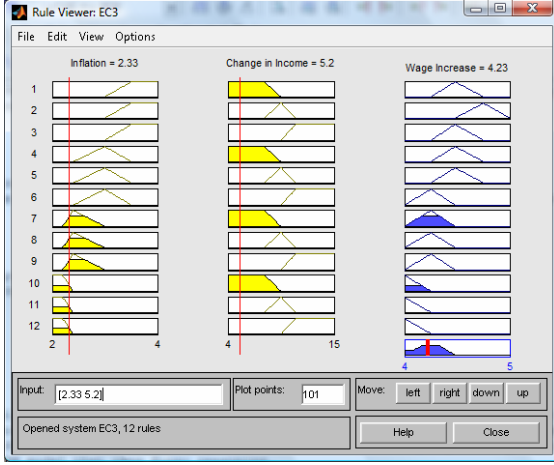 Rule Viewer: EC3
File Edit View Options
Inflation = 2.33
Change in Income = 5.2
Wage Increase = 4.23
1
2
3
4
5
6
7
8
9
10
11
12
2 4
4 15
4 5
Input:
[2.33 5.2]
Plot points:
101
Move:
left right down up
Opened system EC3, 12 rules
Help Close